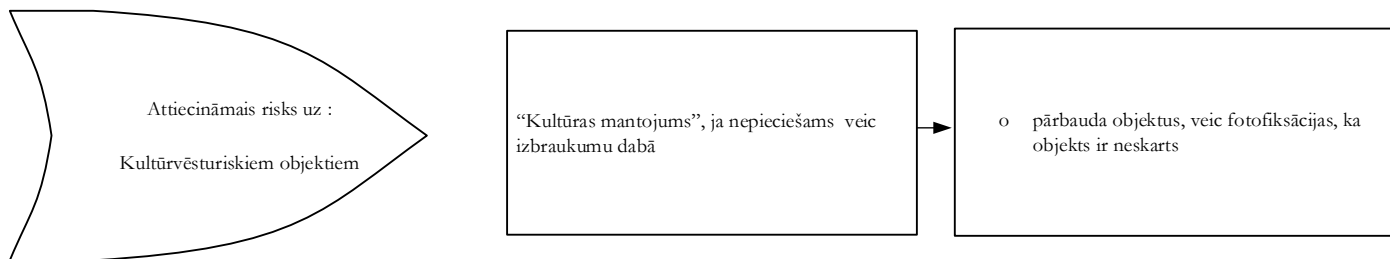 Attiecināmais risks uz :
Kultūrvēsturiskiem objektiem
“Kultūras mantojums”, ja nepieciešams  veic
izbraukumu dabā
o pārbauda objektus, veic fotofiksācijas, ka
objekts ir neskarts